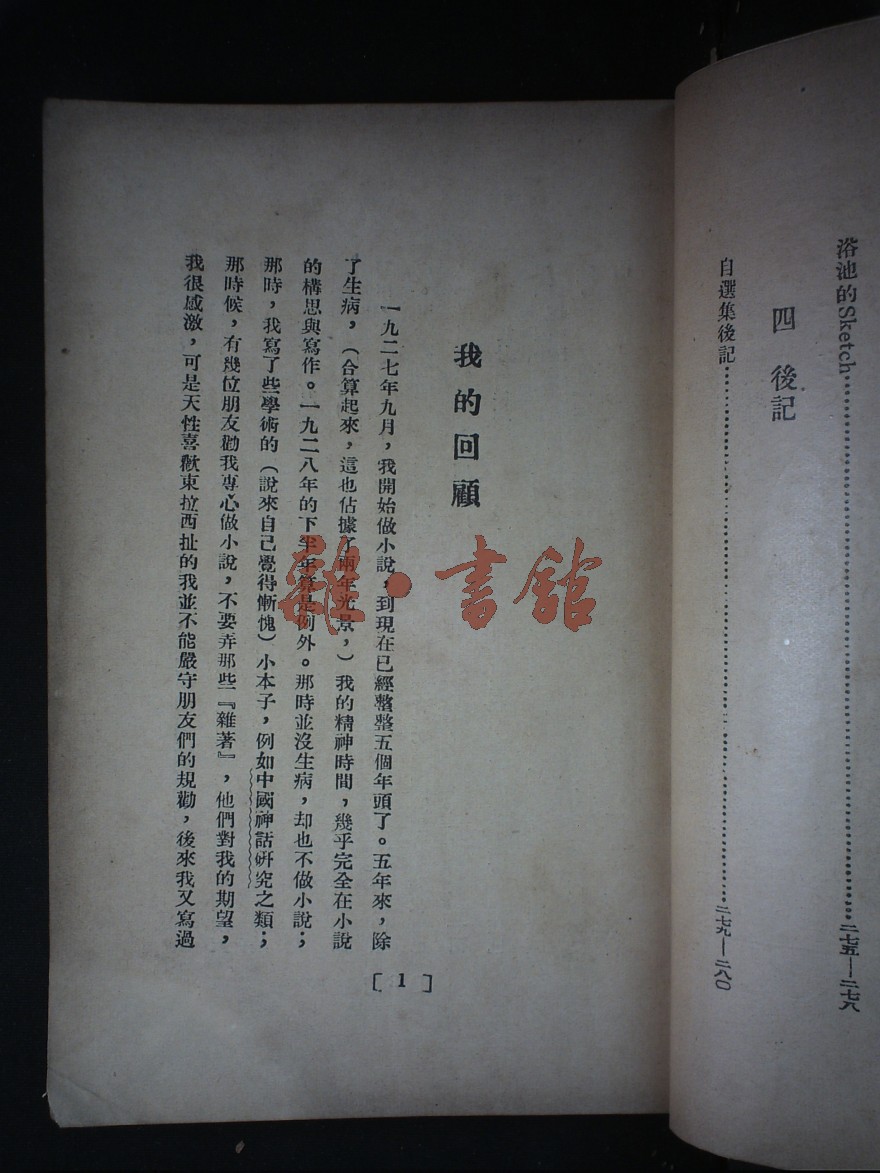 浴池的Sketch……二七五—二七八
四 後記
自選集後記……二七九—二八〇
我的回顧
一九二七年九月，我開始做小說，到現在已經整整五個年頭了。五年來，除
了生病，（合算起來，這也佔據了兩年光景，）我的精神時間，幾乎完全在小說
的構思與寫作。一九二八年的下半年算是例外。那時並沒生病，却也不做小說；
那時，我寫了些學術的（說來自己覺得慚愧）小本子，例如中國神話研究之類；
那時候，有幾位朋友勸我專心做小說，不要弄那些『雜著』，他們對我的期望，
我很感激，可是天性喜歡東拉西扯的我並不能嚴守朋友們的規勸，後來我又寫過
[ 1 ]
雜·書館